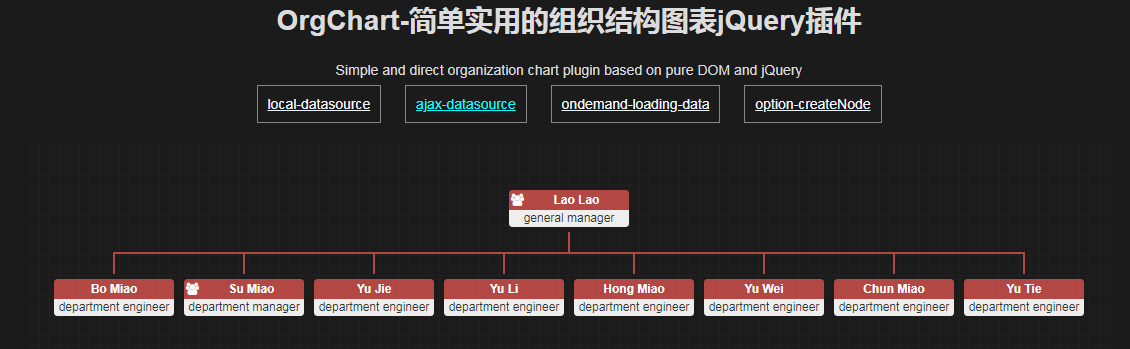 OrgChart-简单实用的组织结构图表jQuery插件
Simple and direct organization chart plugin based on pure DOM and jQuery
local-datasource ajax-datasource ondemand-loading-data option-createNode
Lao Lao
general manager
Bo Miao Su Miao Yu Jie Yu Li Hong Miao Yu Wei Chun Miao Yu Tie
department engineer department manager department engineer department engineer department engineer department engineer department engineer department engineer